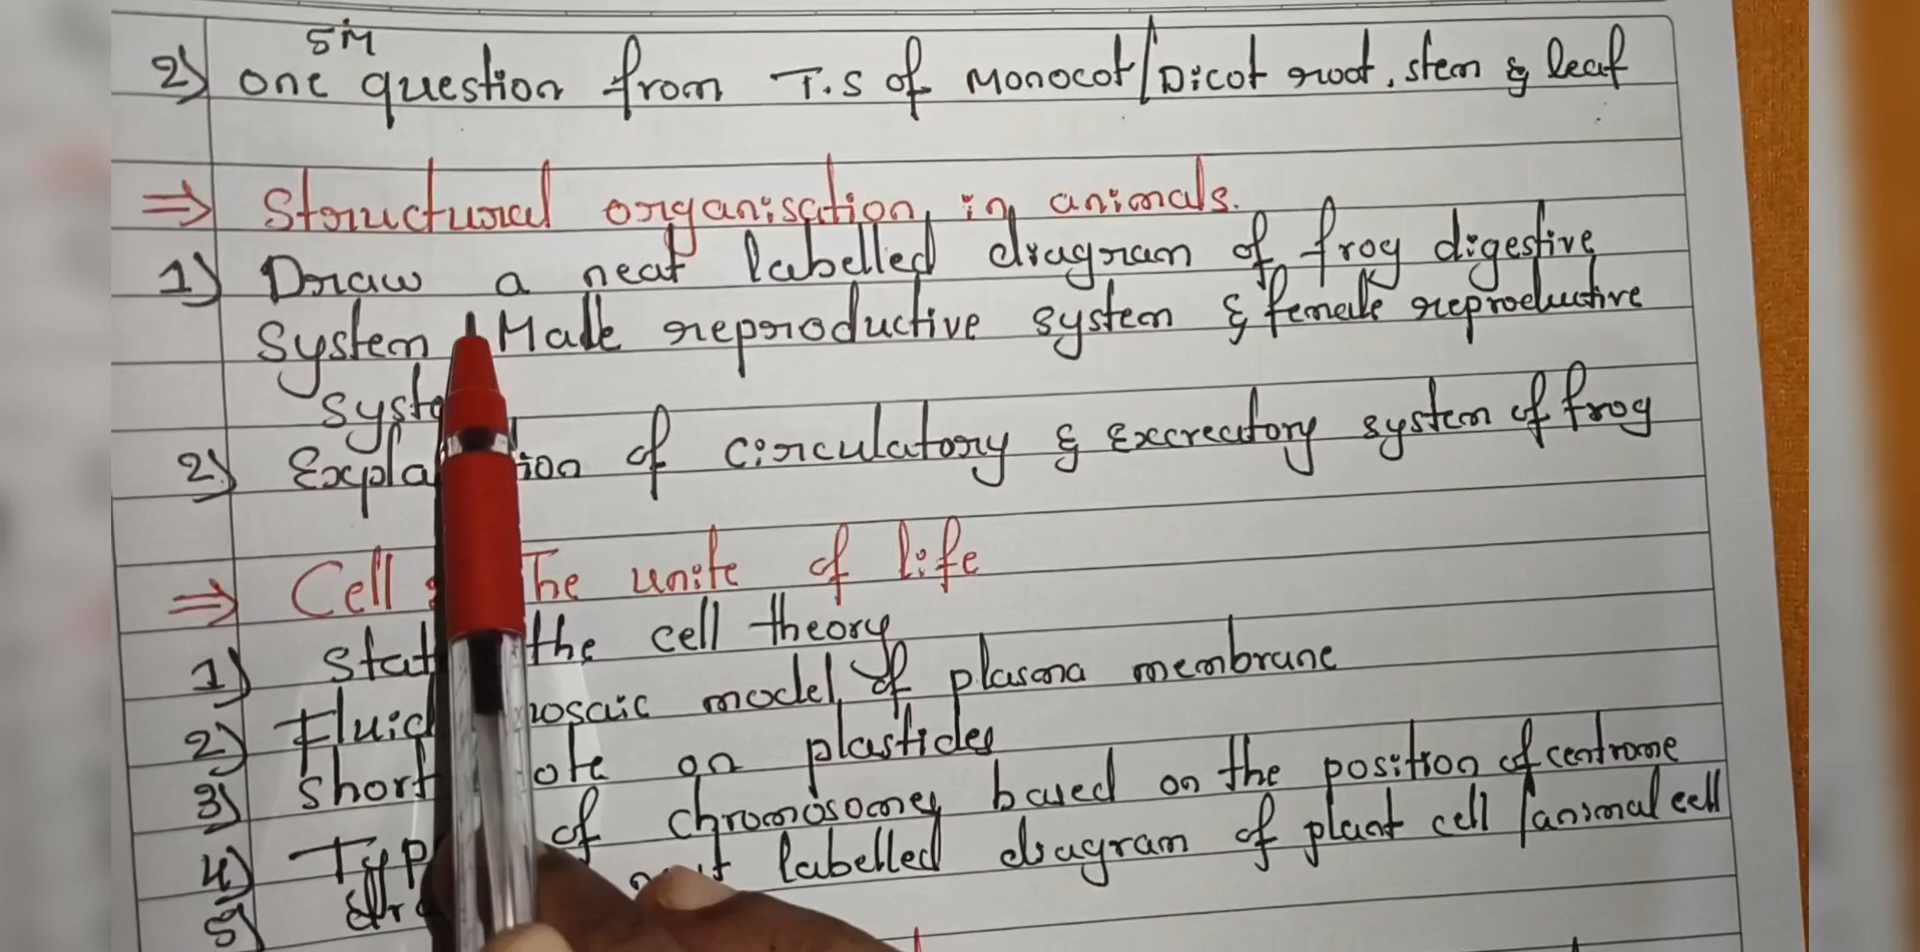 5M
2) one question from T.S of Monocot/Dicot root, stem & leaf
⇒ Structural organisation in animals.
1) Draw a neat labelled diagram of frog digestive
System Male reproductive system & female reproductive
2) of circulatory & Excreatory system of frog
⇒ Cell The unite of life
1) the cell theory
2) model of plasma membrane
3) short on plastides
4) of chromosomes based on the position of centrome
5) labelled diagram of plant cell /animal cell